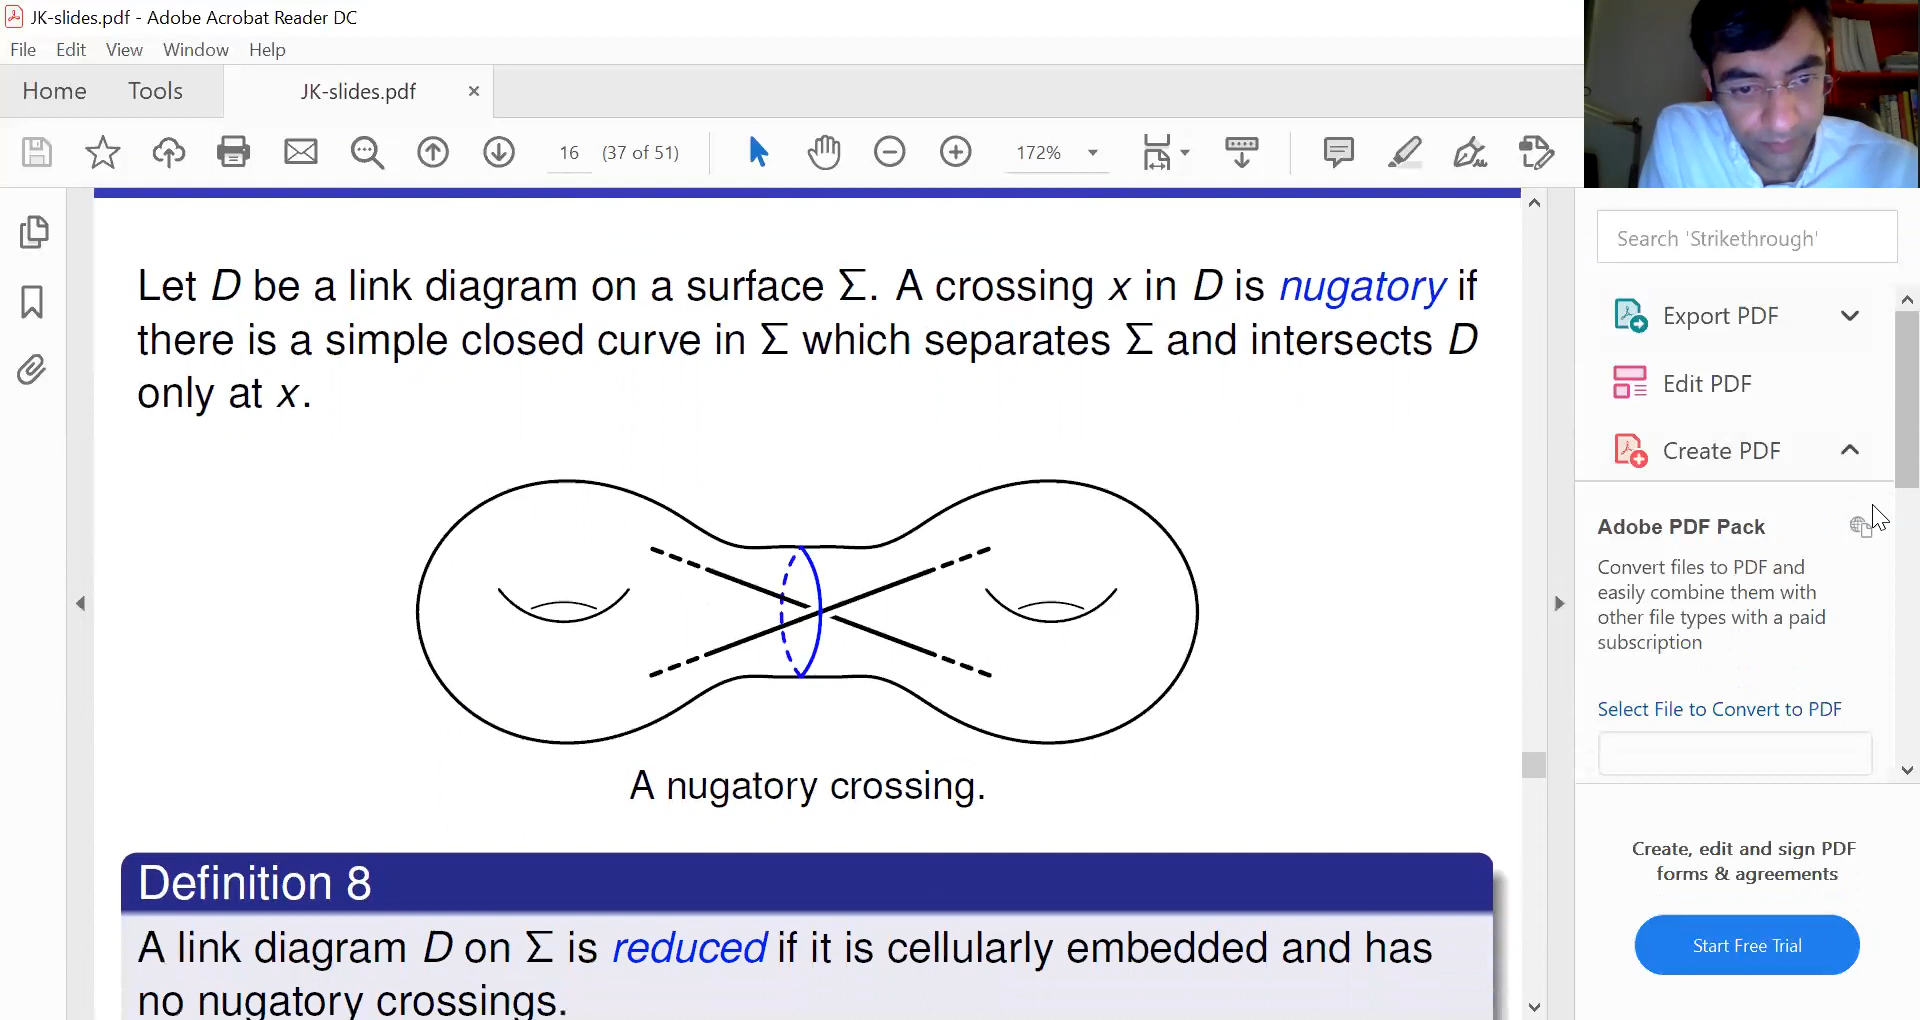 JK-slides.pdf - Adobe Acrobat Reader DC
File Edit View Window Help
Home Tools JK-slides.pdf ×
16 (37 of 51) 172%
Let D be a link diagram on a surface Σ. A crossing x in D is nugatory if
there is a simple closed curve in Σ which separates Σ and intersects D
only at x.
A nugatory crossing.
Definition 8
A link diagram D on Σ is reduced if it is cellularly embedded and has
no nugatory crossings.
Search 'Strikethrough'
Export PDF
Edit PDF
Create PDF
Adobe PDF Pack
Convert files to PDF and
easily combine them with
other file types with a paid
subscription
Select File to Convert to PDF
Create, edit and sign PDF
forms & agreements
Start Free Trial